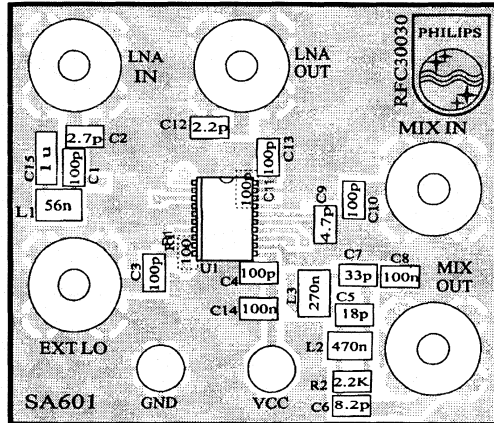 LNA IN
LNA OUT
RFC30030
PHILIPS
MIX IN
C12 2.2p
2.7p C2
C15 1 u
100p C1
100p C13
100p C11
L1 56n
C9 4.7p
100p C10
R1 100
U1
C3 100p
C4 100p
C14 100n
L3 270n
C7 33p
C8 100n
C5 18p
MIX OUT
EXT LO
L2 470n
R2 2.2K
C6 8.2p
SA601
GND
VCC